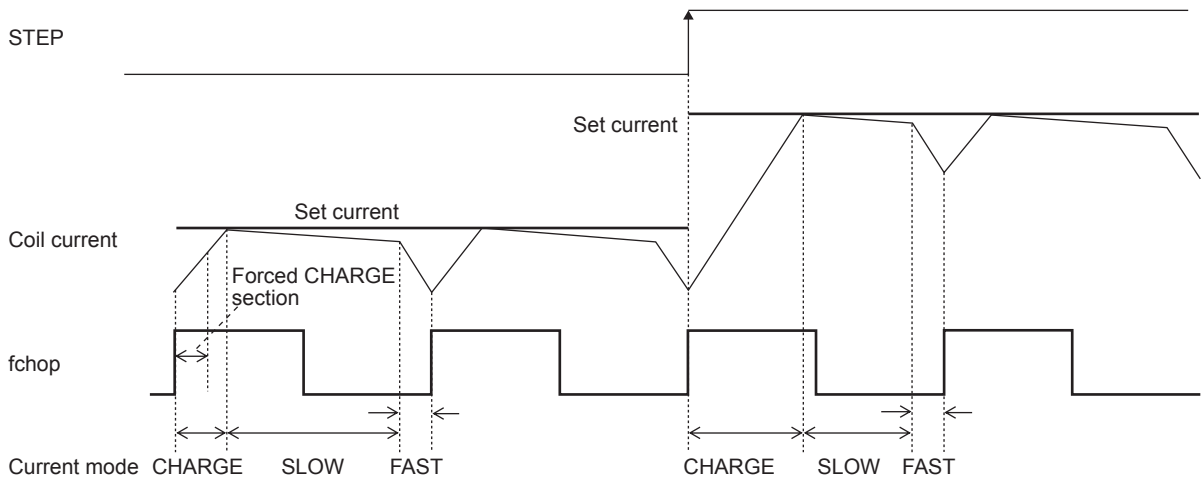 STEP
Set current
Set current
Coil current
Forced CHARGE
section
fchop
Current mode CHARGE SLOW FAST CHARGE SLOW FAST